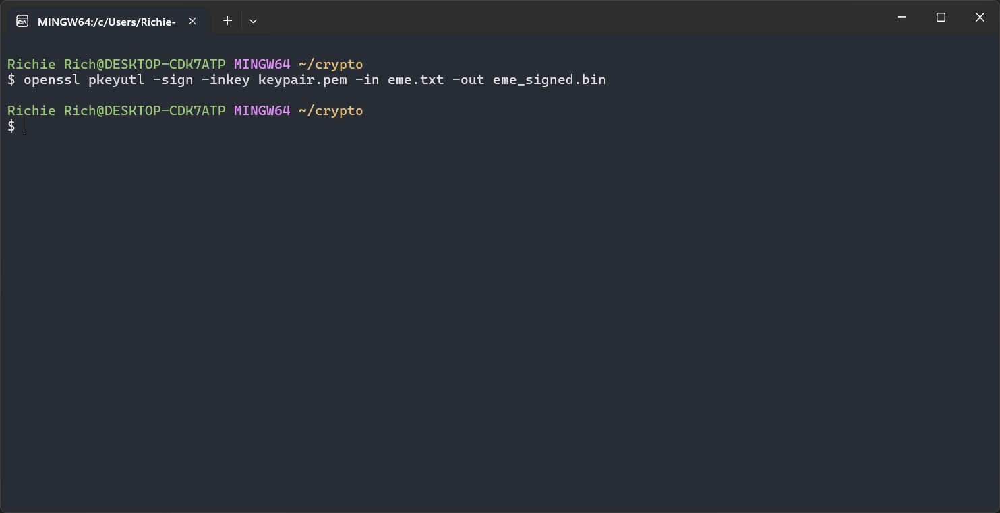 MINGW64:/c/Users/Richie-
Richie Rich@DESKTOP-CDK7ATP MINGW64 ~/crypto
$ openssl pkeyutl -sign -inkey keypair.pem -in eme.txt -out eme_signed.bin
Richie Rich@DESKTOP-CDK7ATP MINGW64 ~/crypto
$